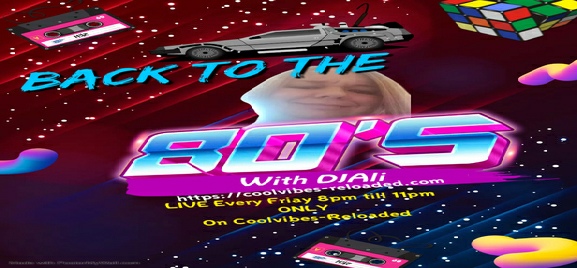 BACK TO THE
80'S
With DJAli
https://coolvibes-reloaded.com
LIVE Every Friay 8pm till 11pm
ONLY
On Coolvibes-Reloaded